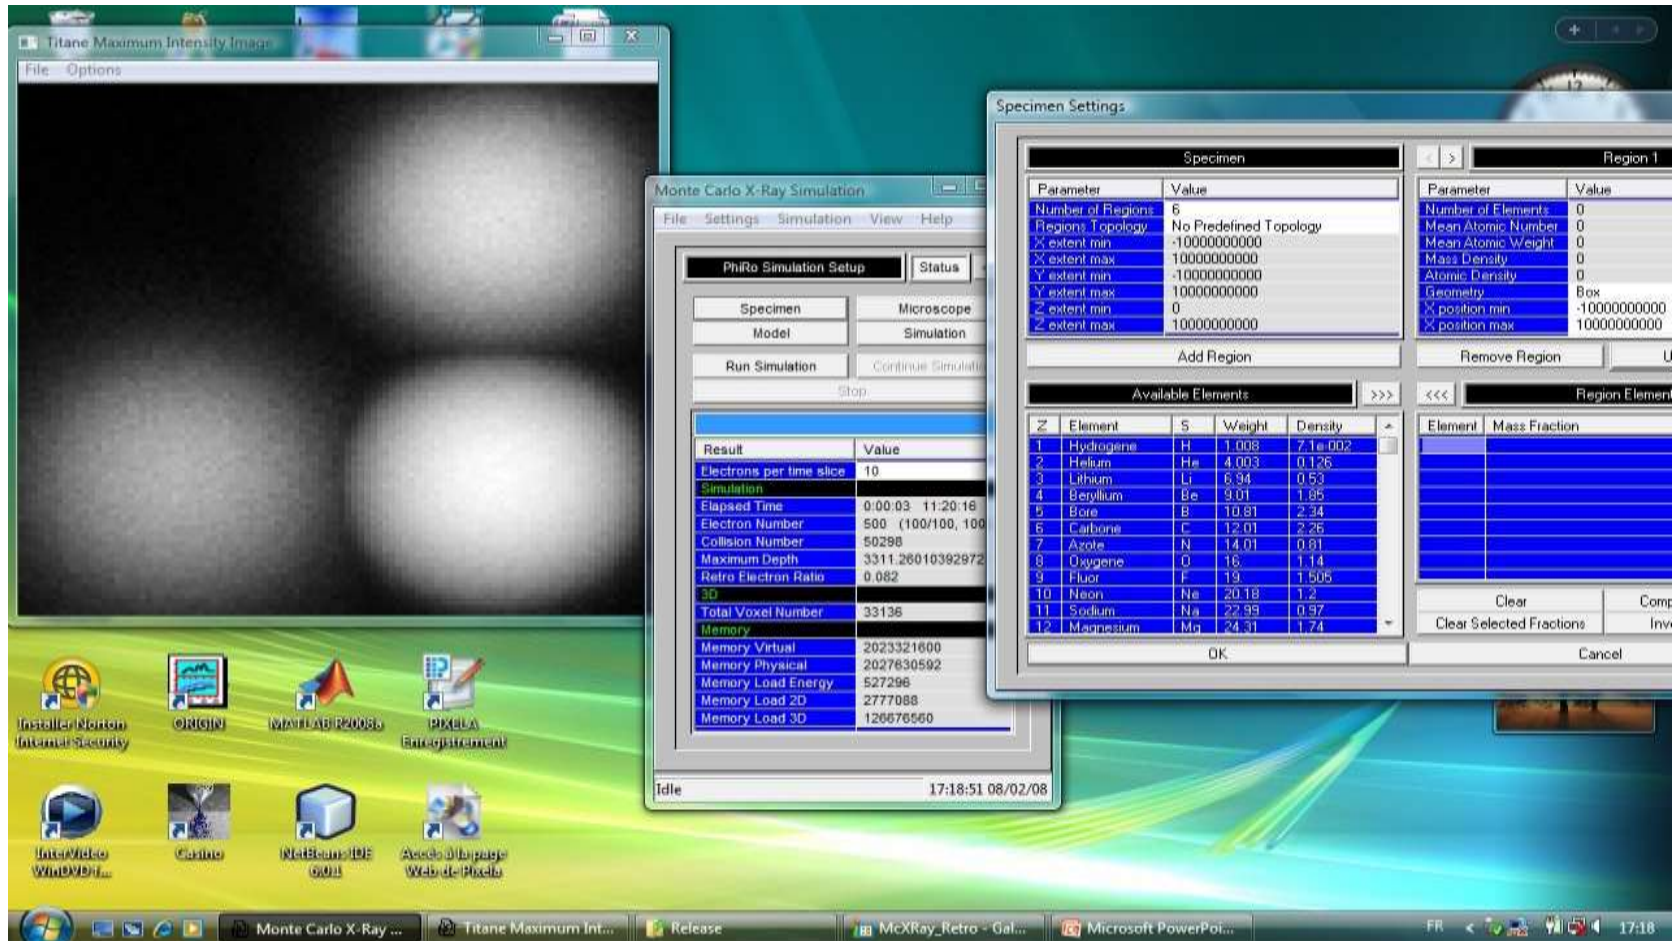 Titane Maximum Intensity Image
File Options
Monte Carlo X-Ray Simulation
File Settings Simulation View Help
PhiRo Simulation Setup Status
Specimen Microscope
Model Simulation
Run Simulation Continue
Stop
Result Value
Electrons per time slice 10
Simulation
Elapsed Time 0:00:03 11:20:16
Electron Number 500 (100/100, 100
Collision Number 50298
Maximum Depth 3311.26010392972
Retro Electron Ratio 0.082
3D
Total Voxel Number 33136
Memory
Memory Virtual 2023321600
Memory Physical 2027630592
Memory Load Energy 527296
Memory Load 2D 2777088
Memory Load 3D 126676560
Idle 17:18:51 08/02/08
Specimen Settings
Specimen
Parameter Value
Number of Regions 6
Regions Topology No Predefined Topology
X extent min -10000000000
X extent max 10000000000
Y extent min -10000000000
Y extent max 10000000000
Z extent min 0
Z extent max 10000000000
Add Region
< > Region 1
Parameter Value
Number of Elements 0
Mean Atomic Number 0
Mean Atomic Weight 0
Mass Density 0
Atomic Density 0
Geometry Box
X position min -10000000000
X position max 10000000000
Remove Region U
Available Elements >>>
Z Element S Weight Density
1 Hydrogene H 1.008 7.1e-002
2 Helium He 4.003 0.126
3 Lithium Li 6.94 0.53
4 Beryllium Be 9.01 1.85
5 Bore B 10.81 2.34
6 Carbone C 12.01 2.26
7 Azote N 14.01 0.81
8 Oxygene O 16. 1.14
9 Fluor F 19. 1.505
10 Neon Ne 20.18 1.2
11 Sodium Na 22.99 0.97
12 Magnesium Mg 24.31 1.74
<<< Region Element
Element Mass Fraction
Clear Comp
Clear Selected Fractions Inve
OK Cancel
Installer Norton
Internet Security
ORIGIN
MATLAB R2008a
PIXELA
Enregistrement
InterVideo
WinDVD f...
Casino
NetBeans IDE
6.0.1
Accès à la page
Web de Pixela
Monte Carlo X-Ray ...
Titane Maximum Int...
Release
McXRay_Retro - Gal...
Microsoft PowerPoi...
FR < 17:18